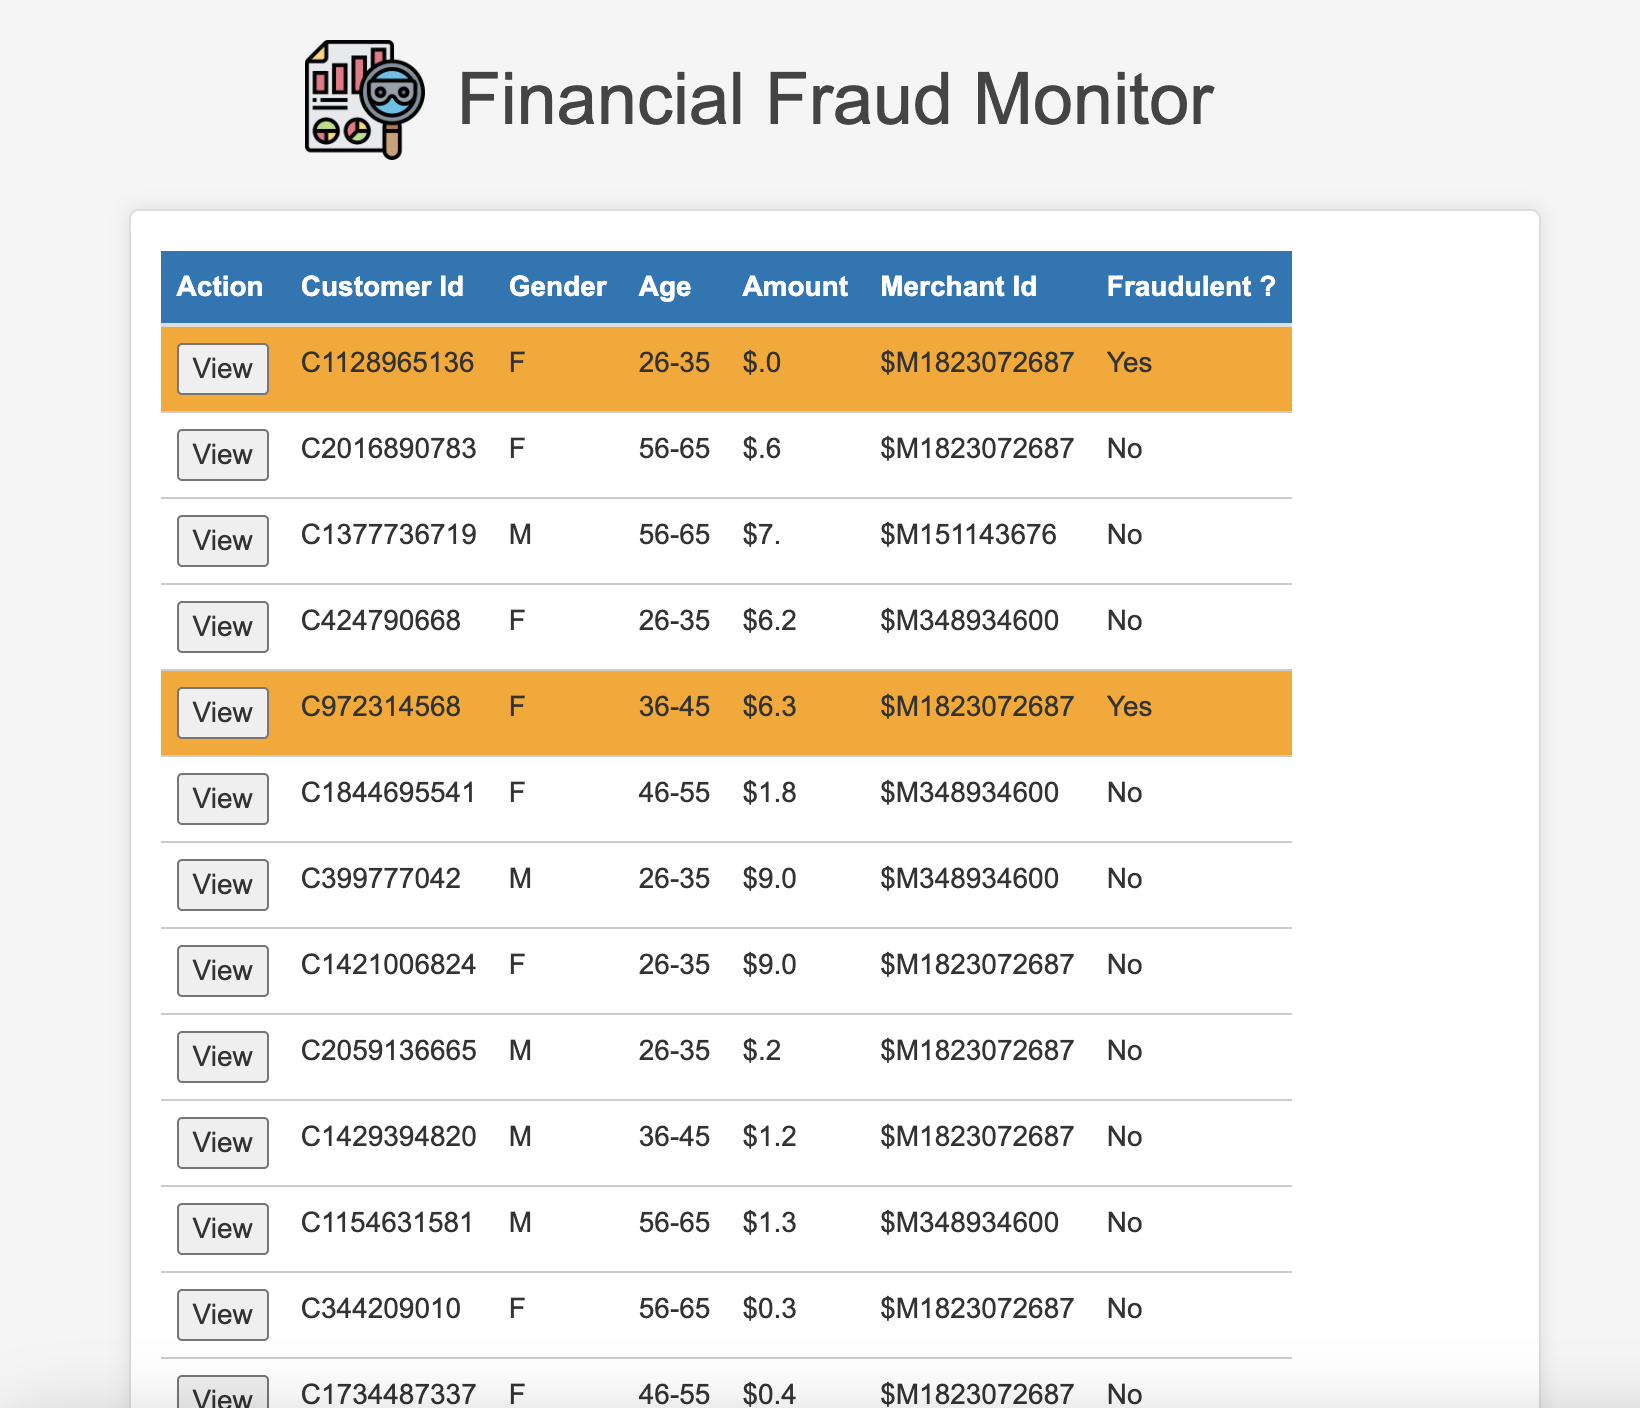 Financial Fraud Monitor
Action Customer Id Gender Age Amount Merchant Id Fraudulent ?
View C1128965136 F 26-35 $.0 $M1823072687 Yes
View C2016890783 F 56-65 $.6 $M1823072687 No
View C1377736719 M 56-65 $7. $M151143676 No
View C424790668 F 26-35 $6.2 $M348934600 No
View C972314568 F 36-45 $6.3 $M1823072687 Yes
View C1844695541 F 46-55 $1.8 $M348934600 No
View C399777042 M 26-35 $9.0 $M348934600 No
View C1421006824 F 26-35 $9.0 $M1823072687 No
View C2059136665 M 26-35 $.2 $M1823072687 No
View C1429394820 M 36-45 $1.2 $M1823072687 No
View C1154631581 M 56-65 $1.3 $M348934600 No
View C344209010 F 56-65 $0.3 $M1823072687 No
View C1734487337 F 46-55 $0.4 $M1823072687 No